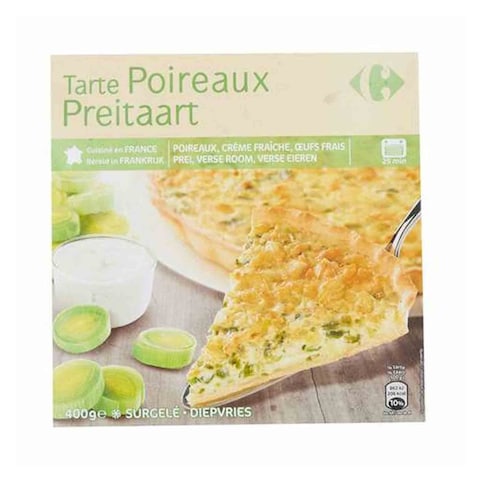 Tarte Poireaux
Preitaart
Cuisiné en FRANCE
Bereid in FRANKRIJK
POIREAUX, CRÈME FRAÎCHE, ŒUFS FRAIS
PREI, VERSE ROOM, VERSE EIEREN
25 min
400g e * SURGELÉ • DIEPVRIES
10%